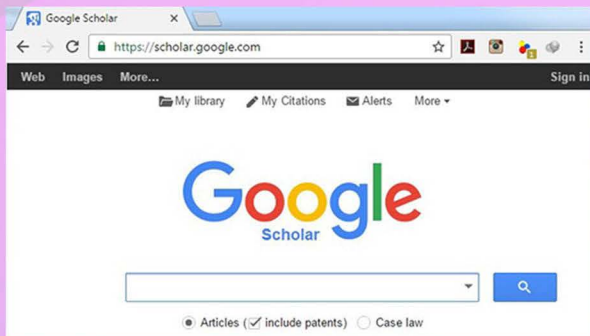 Google Scholar
https://scholar.google.com
Web Images More... Sign in
My library My Citations Alerts More
Google
Scholar
Articles ( include patents) Case law